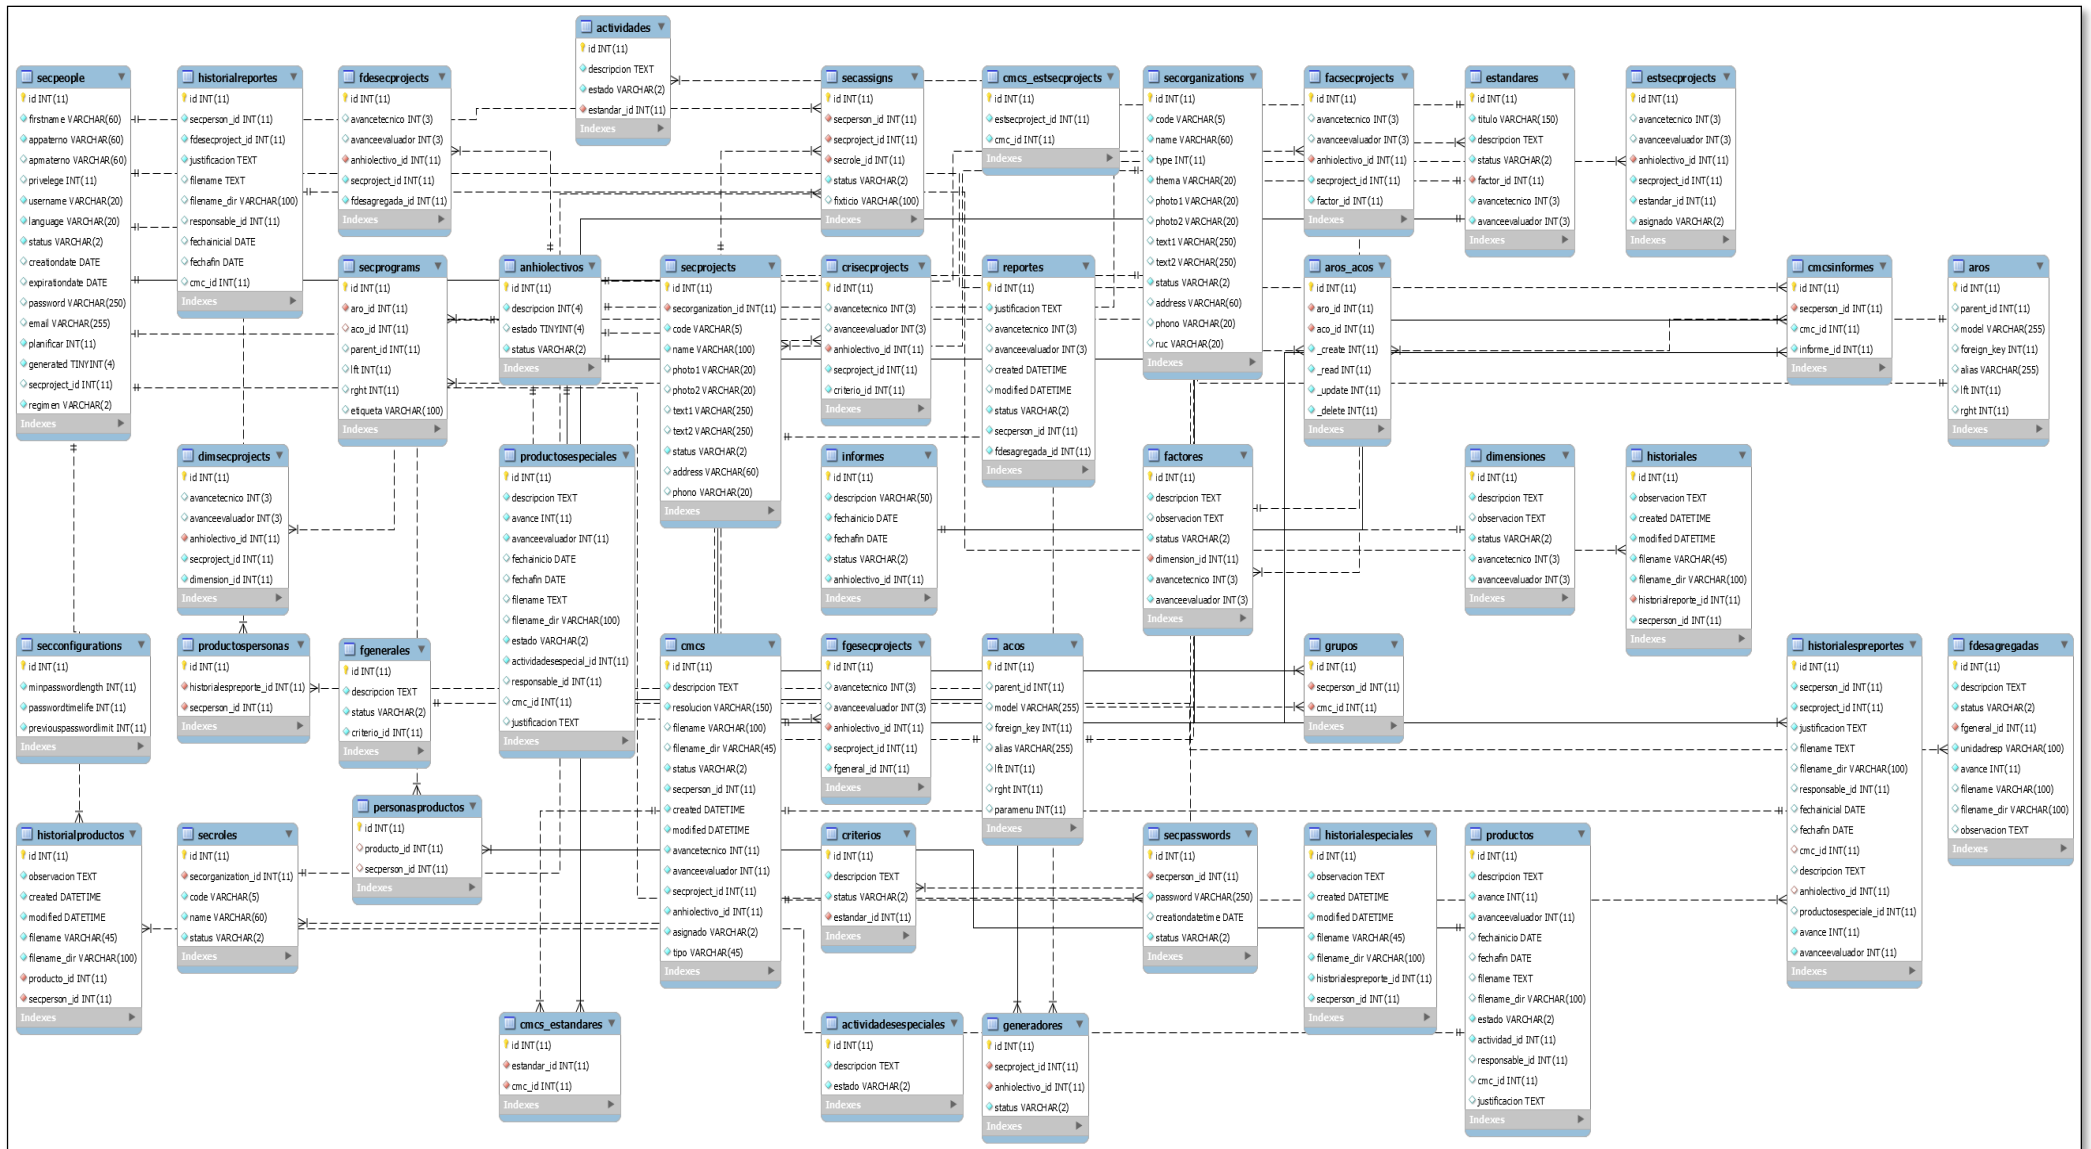 actividades
id INT(11)
descripcion TEXT
estado VARCHAR(2)
estandar_id INT(11)
Indexes
secpeople
id INT(11)
firstname VARCHAR(60)
appaterno VARCHAR(60)
apmaterno VARCHAR(60)
privelege INT(11)
username VARCHAR(20)
language VARCHAR(20)
status VARCHAR(2)
creationdate DATE
expirationdate DATE
password VARCHAR(250)
email VARCHAR(255)
planificar INT(11)
generated TINYINT(4)
secproject_id INT(11)
regimen VARCHAR(2)
Indexes
historialreportes
id INT(11)
secperson_id INT(11)
fdesecproject_id INT(11)
justificacion TEXT
filename TEXT
filename_dir VARCHAR(100)
responsable_id INT(11)
fechainicial DATE
fechafin DATE
cmc_id INT(11)
Indexes
fdesecprojects
id INT(11)
avancetecnico INT(3)
avanceevaluador INT(3)
anhiolectivo_id INT(11)
secproject_id INT(11)
fdesagregada_id INT(11)
Indexes
secassigns
id INT(11)
secperson_id INT(11)
secproject_id INT(11)
secrole_id INT(11)
status VARCHAR(2)
fixticio VARCHAR(100)
Indexes
cmcs_estsecprojects
id INT(11)
estsecproject_id INT(11)
cmc_id INT(11)
Indexes
secorganizations
id INT(11)
code VARCHAR(5)
name VARCHAR(60)
type INT(11)
thema VARCHAR(20)
photo1 VARCHAR(20)
photo2 VARCHAR(20)
text1 VARCHAR(250)
text2 VARCHAR(250)
status VARCHAR(2)
address VARCHAR(60)
phono VARCHAR(20)
ruc VARCHAR(20)
Indexes
facsecprojects
id INT(11)
avancetecnico INT(3)
avanceevaluador INT(3)
anhiolectivo_id INT(11)
secproject_id INT(11)
factor_id INT(11)
Indexes
estandares
id INT(11)
titulo VARCHAR(150)
descripcion TEXT
status VARCHAR(2)
factor_id INT(11)
avancetecnico INT(3)
avanceevaluador INT(3)
Indexes
estsecprojects
id INT(11)
avancetecnico INT(3)
avanceevaluador INT(3)
anhiolectivo_id INT(11)
secproject_id INT(11)
estandar_id INT(11)
asignado VARCHAR(2)
Indexes
secprograms
id INT(11)
aro_id INT(11)
aco_id INT(11)
parent_id INT(11)
lft INT(11)
rght INT(11)
etiqueta VARCHAR(100)
Indexes
anhiolectivos
id INT(11)
descripcion INT(4)
estado TINYINT(4)
status VARCHAR(2)
Indexes
secprojects
id INT(11)
secorganization_id INT(11)
code VARCHAR(5)
name VARCHAR(100)
photo1 VARCHAR(20)
photo2 VARCHAR(20)
text1 VARCHAR(250)
text2 VARCHAR(250)
status VARCHAR(2)
address VARCHAR(60)
phono VARCHAR(20)
Indexes
crisecprojects
id INT(11)
avancetecnico INT(3)
avanceevaluador INT(3)
anhiolectivo_id INT(11)
secproject_id INT(11)
criterio_id INT(11)
Indexes
reportes
id INT(11)
justificacion TEXT
avancetecnico INT(3)
avanceevaluador INT(3)
created DATETIME
modified DATETIME
status VARCHAR(2)
secperson_id INT(11)
fdesagregada_id INT(11)
Indexes
aros_acos
id INT(11)
aro_id INT(11)
aco_id INT(11)
_create INT(11)
_read INT(11)
_update INT(11)
_delete INT(11)
Indexes
cmcsinformes
id INT(11)
secperson_id INT(11)
cmc_id INT(11)
informe_id INT(11)
Indexes
aros
id INT(11)
parent_id INT(11)
model VARCHAR(255)
foreign_key INT(11)
alias VARCHAR(255)
lft INT(11)
rght INT(11)
Indexes
dimsecprojects
id INT(11)
avancetecnico INT(3)
avanceevaluador INT(3)
anhiolectivo_id INT(11)
secproject_id INT(11)
dimension_id INT(11)
Indexes
productosespeciales
id INT(11)
descripcion TEXT
avance INT(11)
avanceevaluador INT(11)
fechainicio DATE
fechafin DATE
filename TEXT
filename_dir VARCHAR(100)
estado VARCHAR(2)
actividadesespecial_id INT(11)
responsable_id INT(11)
cmc_id INT(11)
justificacion TEXT
Indexes
informes
id INT(11)
descripcion VARCHAR(50)
fechainicio DATE
fechafin DATE
status VARCHAR(2)
anhiolectivo_id INT(11)
Indexes
factores
id INT(11)
descripcion TEXT
observacion TEXT
status VARCHAR(2)
dimension_id INT(11)
avancetecnico INT(3)
avanceevaluador INT(3)
Indexes
dimensiones
id INT(11)
descripcion TEXT
observacion TEXT
status VARCHAR(2)
avancetecnico INT(3)
avanceevaluador INT(3)
Indexes
historiales
id INT(11)
observacion TEXT
created DATETIME
modified DATETIME
filename VARCHAR(45)
filename_dir VARCHAR(100)
historialreporte_id INT(11)
secperson_id INT(11)
Indexes
secconfigurations
id INT(11)
minpasswordlength INT(11)
passwordtimelife INT(11)
previouspasswordlimit INT(11)
Indexes
productospersonas
id INT(11)
historialespreporte_id INT(11)
secperson_id INT(11)
Indexes
fgenerales
id INT(11)
descripcion TEXT
status VARCHAR(2)
criterio_id INT(11)
Indexes
cmcs
id INT(11)
descripcion TEXT
resolucion VARCHAR(150)
filename VARCHAR(100)
filename_dir VARCHAR(45)
status VARCHAR(2)
secperson_id INT(11)
created DATETIME
modified DATETIME
avancetecnico INT(11)
avanceevaluador INT(11)
secproject_id INT(11)
anhiolectivo_id INT(11)
asignado VARCHAR(2)
tipo VARCHAR(45)
Indexes
fgesecprojects
id INT(11)
avancetecnico INT(3)
avanceevaluador INT(3)
anhiolectivo_id INT(11)
secproject_id INT(11)
fgeneral_id INT(11)
Indexes
acos
id INT(11)
parent_id INT(11)
model VARCHAR(255)
foreign_key INT(11)
alias VARCHAR(255)
lft INT(11)
rght INT(11)
paramenu INT(11)
Indexes
grupos
id INT(11)
secperson_id INT(11)
cmc_id INT(11)
Indexes
historialespreportes
id INT(11)
secperson_id INT(11)
secproject_id INT(11)
justificacion TEXT
filename TEXT
filename_dir VARCHAR(100)
responsable_id INT(11)
fechainicial DATE
fechafin DATE
cmc_id INT(11)
descripcion TEXT
anhiolectivo_id INT(11)
productosespeciale_id INT(11)
avance INT(11)
avanceevaluador INT(11)
Indexes
fdesagregadas
id INT(11)
descripcion TEXT
status VARCHAR(2)
fgeneral_id INT(11)
unidadresp VARCHAR(100)
avance INT(11)
filename VARCHAR(100)
filename_dir VARCHAR(100)
observacion TEXT
Indexes
personasproductos
id INT(11)
producto_id INT(11)
secperson_id INT(11)
Indexes
historialproductos
id INT(11)
observacion TEXT
created DATETIME
modified DATETIME
filename VARCHAR(45)
filename_dir VARCHAR(100)
producto_id INT(11)
secperson_id INT(11)
Indexes
secroles
id INT(11)
secorganization_id INT(11)
code VARCHAR(5)
name VARCHAR(60)
status VARCHAR(2)
Indexes
criterios
id INT(11)
descripcion TEXT
status VARCHAR(2)
estandar_id INT(11)
Indexes
secpasswords
id INT(11)
secperson_id INT(11)
password VARCHAR(250)
creationdatetime DATE
status VARCHAR(2)
Indexes
historialespeciales
id INT(11)
observacion TEXT
created DATETIME
modified DATETIME
filename VARCHAR(45)
filename_dir VARCHAR(100)
historialespreporte_id INT(11)
secperson_id INT(11)
Indexes
productos
id INT(11)
descripcion TEXT
avance INT(11)
avanceevaluador INT(11)
fechainicio DATE
fechafin DATE
filename TEXT
filename_dir VARCHAR(100)
estado VARCHAR(2)
actividad_id INT(11)
responsable_id INT(11)
cmc_id INT(11)
justificacion TEXT
Indexes
cmcs_estandares
id INT(11)
estandar_id INT(11)
cmc_id INT(11)
Indexes
actividadesespeciales
id INT(11)
descripcion TEXT
estado VARCHAR(2)
Indexes
generadores
id INT(11)
secproject_id INT(11)
anhiolectivo_id INT(11)
status VARCHAR(2)
Indexes